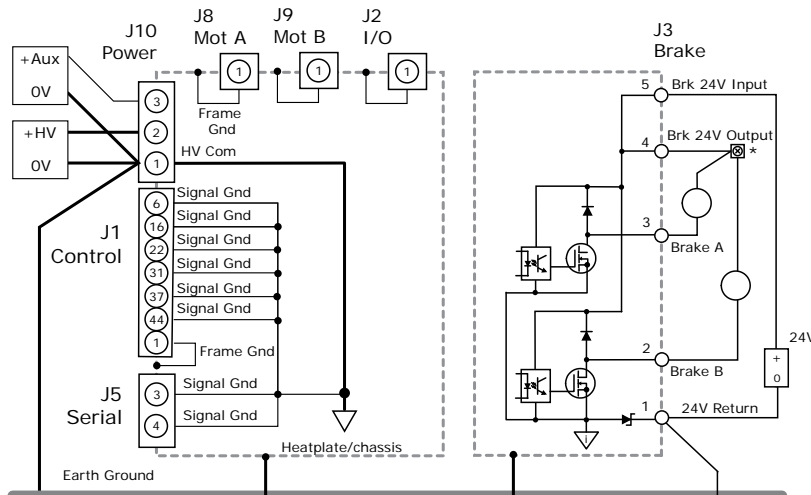 J10
Power
J8
Mot A
J9
Mot B
J2
I/O
J3
Brake
+Aux
0V
+HV
0V
3
2
1
1
1
1
Frame
Gnd
HV Com
J1
Control
6
16
22
31
37
44
1
Signal Gnd
Signal Gnd
Signal Gnd
Signal Gnd
Signal Gnd
Signal Gnd
Frame Gnd
J5
Serial
3
4
Signal Gnd
Signal Gnd
Heatplate/chassis
Earth Ground
5
Brk 24V Input
4
Brk 24V Output
*
3
Brake A
2
Brake B
1
24V Return
24V
+
0